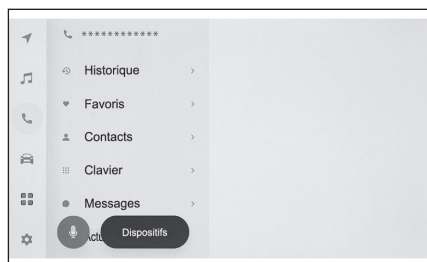 ************
Historique
Favoris
Contacts
Clavier
Messages
Dispositifs